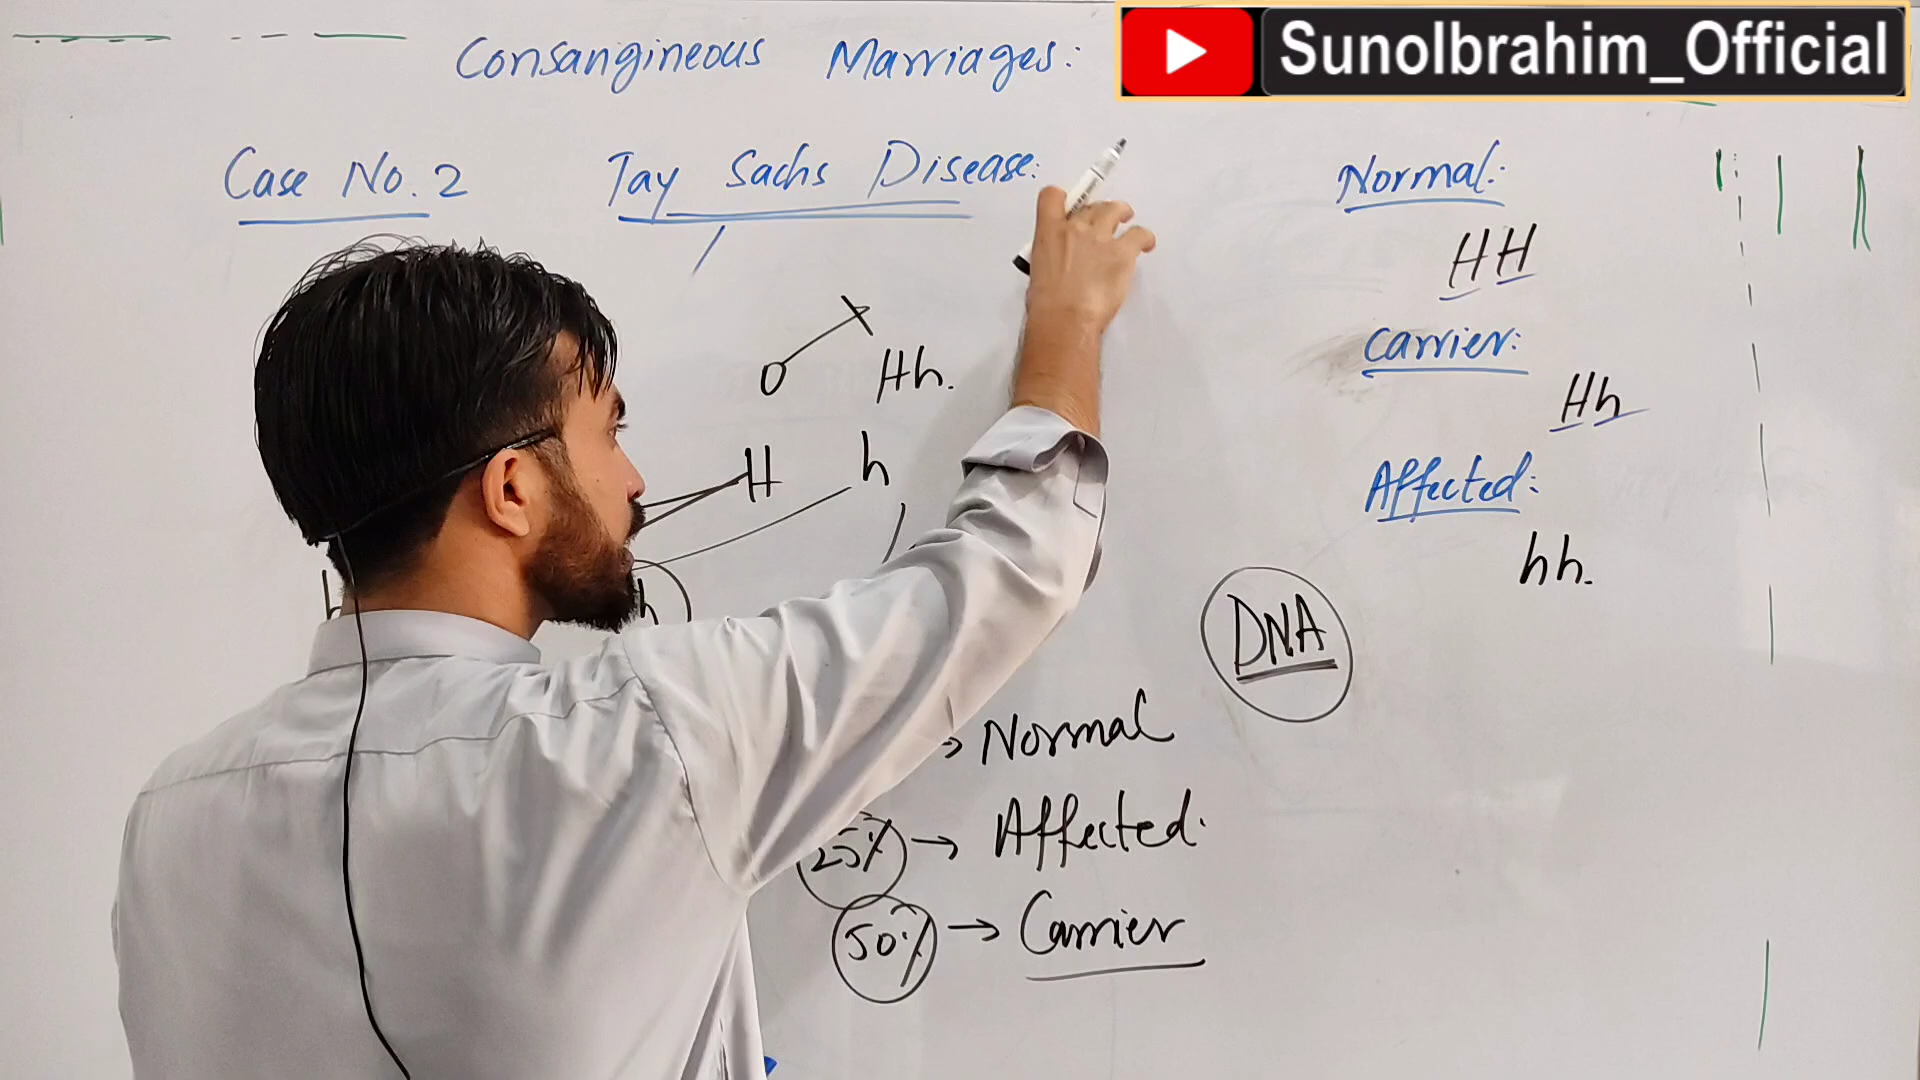 Consangineous Marriages:
SunoIbrahim_Official
Case No. 2 Tay Sachs Disease:
Normal:
HH
Carrier:
Hh
Affected:
hh.
Hh.
H h
h h
DNA
→ Normal
25% → Affected.
50% → Carrier